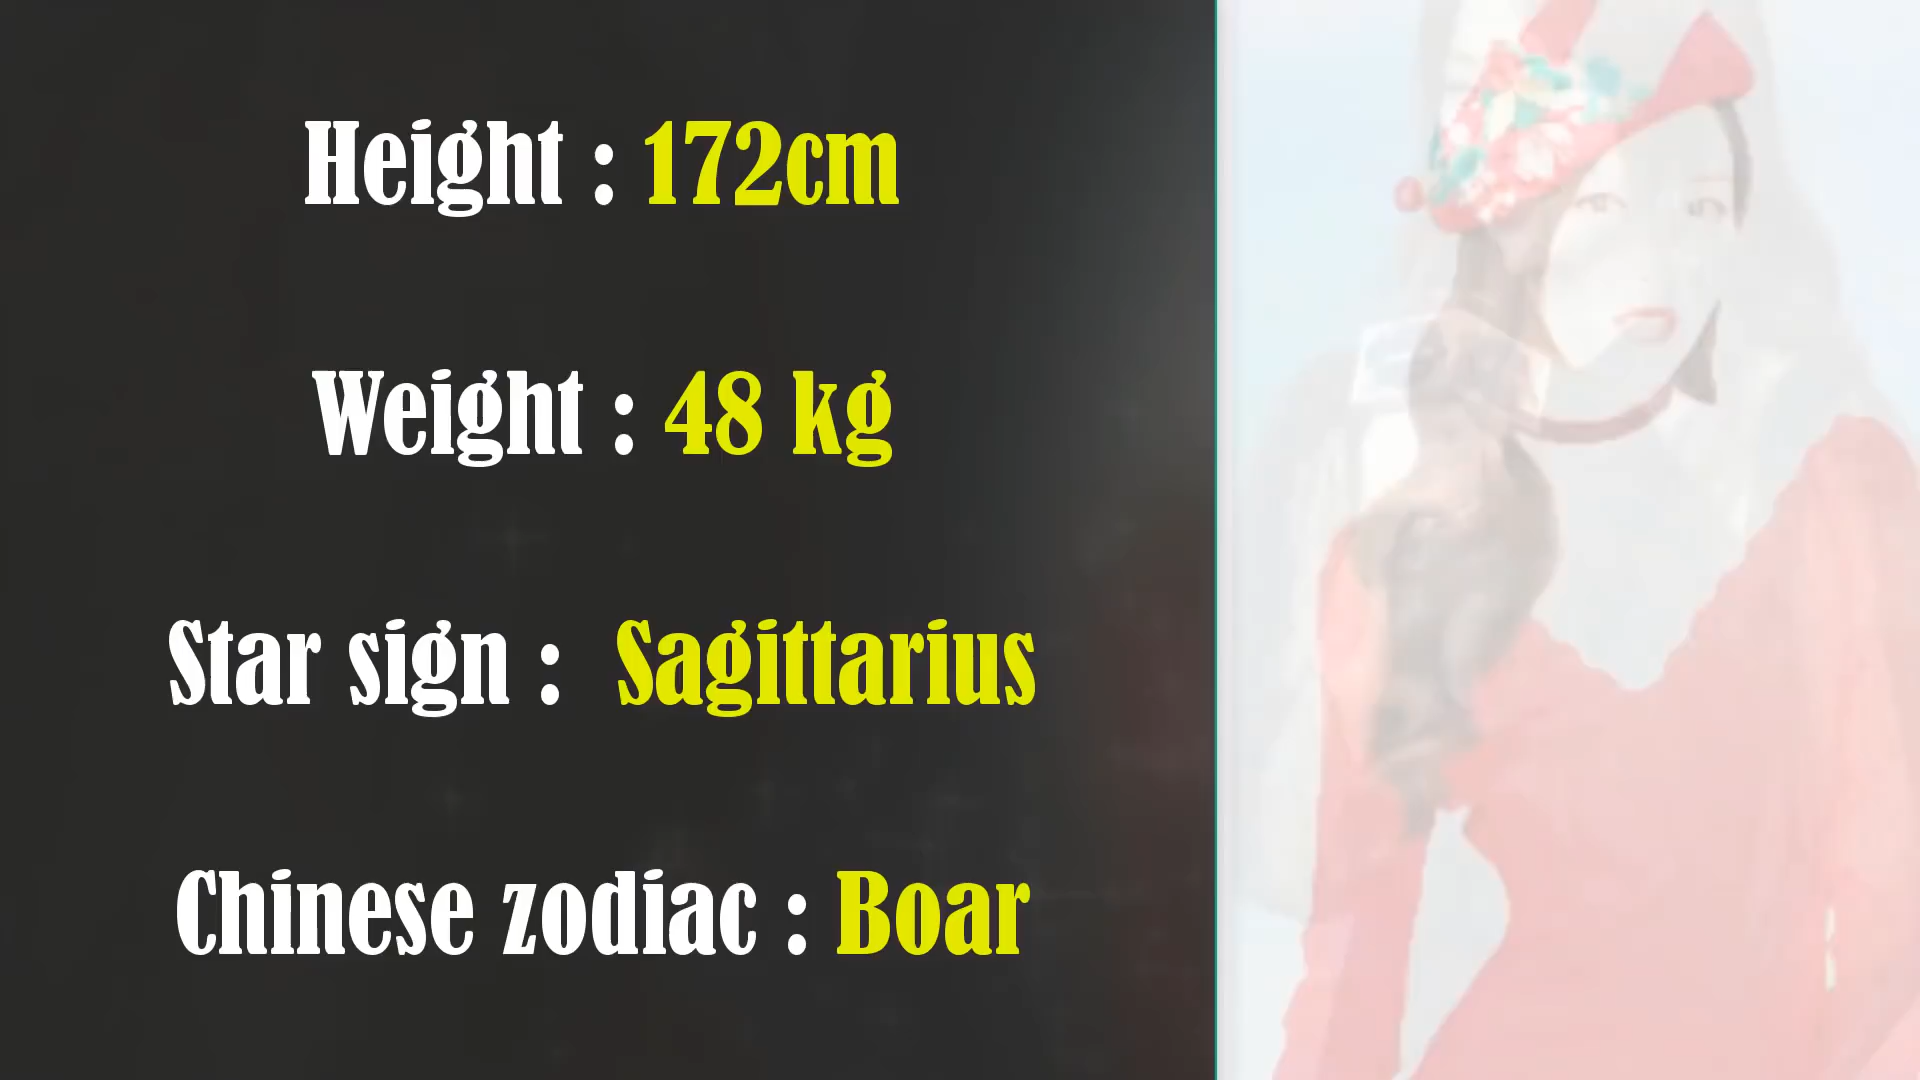 Height : 172cm
Weight : 48 kg
Star sign : Sagittarius
Chinese zodiac : Boar